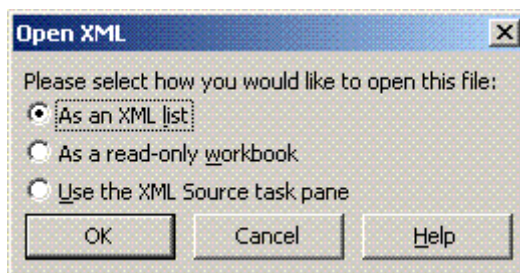 Open XML
Please select how you would like to open this file:
As an XML list
As a read-only workbook
Use the XML Source task pane
OK Cancel Help